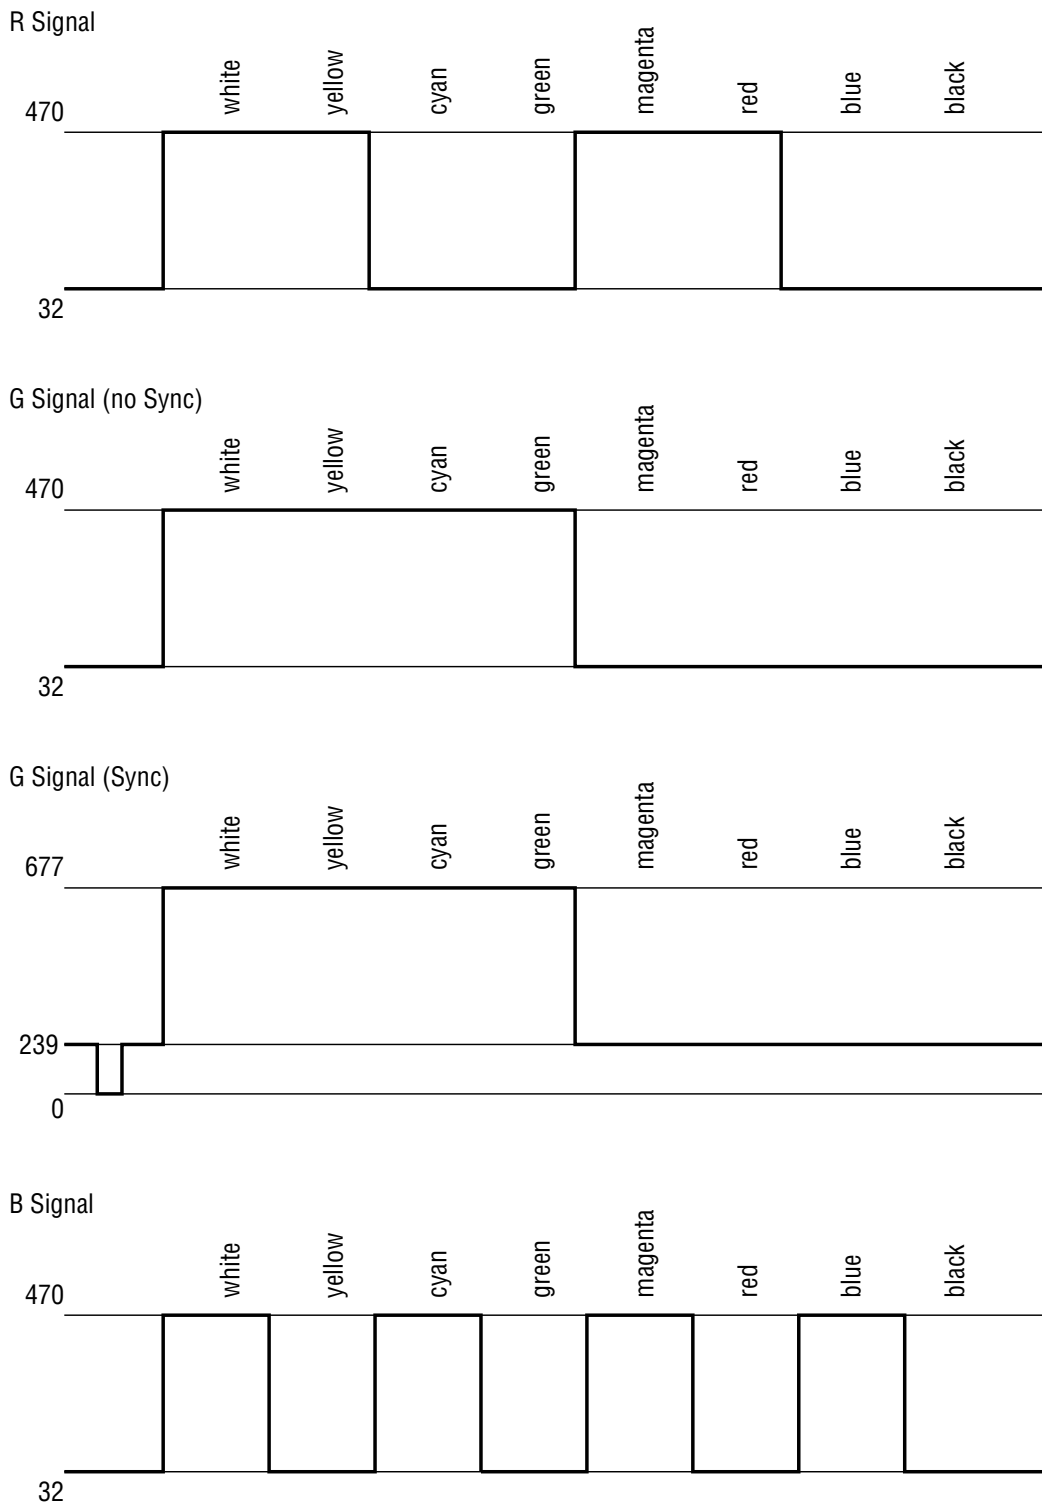 R Signal
white yellow cyan green magenta red blue black
470
32
G Signal (no Sync)
white yellow cyan green magenta red blue black
470
32
G Signal (Sync)
white yellow cyan green magenta red blue black
677
239
0
B Signal
white yellow cyan green magenta red blue black
470
32